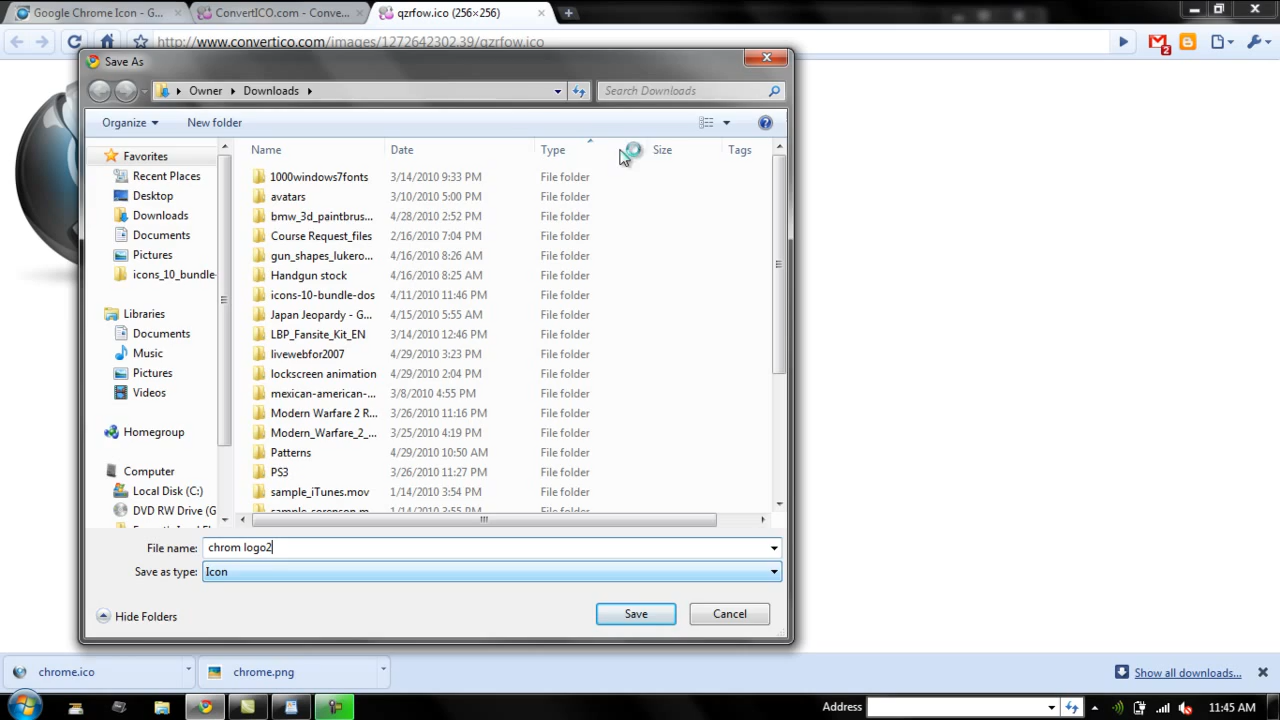 Google Chrome Icon - G...
ConvertICO.com - Conve...
qzrfow.ico (256×256)
http://www.convertico.com/images/1272642302.39/qzrfow.ico
2
Save As
Owner
Downloads
Search Downloads
Organize
New folder
Name Date Type Size Tags
Favorites
Recent Places
Desktop
Downloads
Documents
Pictures
icons_10_bundle-
Libraries
Documents
Music
Pictures
Videos
Homegroup
Computer
Local Disk (C:)
DVD RW Drive (G
1000windows7fonts 3/14/2010 9:33 PM File folder
avatars 3/10/2010 5:00 PM File folder
bmw_3d_paintbrus... 4/28/2010 2:52 PM File folder
Course Request_files 2/16/2010 7:04 PM File folder
gun_shapes_lukero... 4/16/2010 8:26 AM File folder
Handgun stock 4/16/2010 8:25 AM File folder
icons-10-bundle-dos 4/11/2010 11:46 PM File folder
Japan Jeopardy - G... 4/15/2010 5:55 AM File folder
LBP_Fansite_Kit_EN 3/14/2010 12:46 PM File folder
livewebfor2007 4/29/2010 3:23 PM File folder
lockscreen animation 4/29/2010 2:04 PM File folder
mexican-american-... 3/8/2010 4:55 PM File folder
Modern Warfare 2 R... 3/26/2010 11:16 PM File folder
Modern_Warfare_2_... 3/25/2010 4:19 PM File folder
Patterns 4/29/2010 10:50 AM File folder
PS3 3/26/2010 11:27 PM File folder
sample_iTunes.mov 1/14/2010 3:54 PM File folder
sample_sorenson.m... 1/14/2010 3:55 PM File folder
File name: chrom logo2
Save as type: Icon
Hide Folders
Save
Cancel
chrome.ico
chrome.png
Show all downloads...
Address
11:45 AM